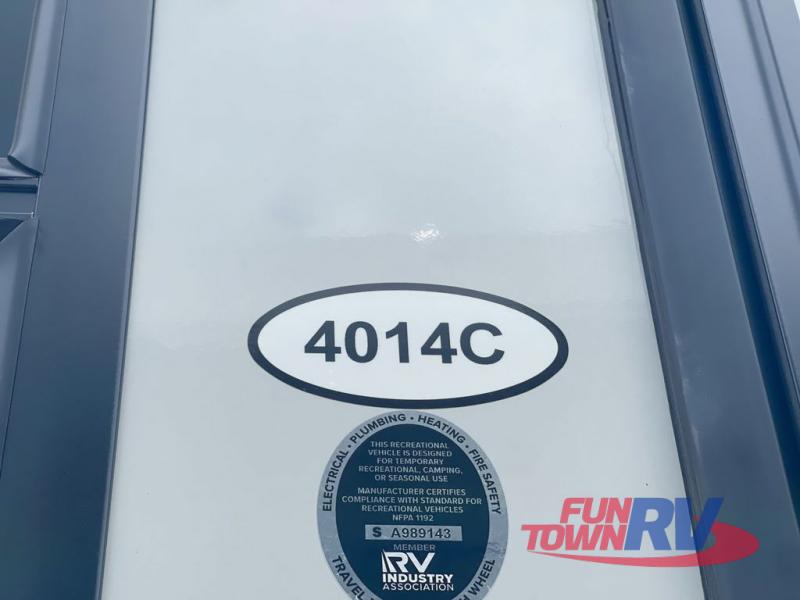 4014C
ELECTRICAL • PLUMBING • HEATING • FIRE SAFETY
THIS RECREATIONAL
VEHICLE IS DESIGNED
FOR TEMPORARY
RECREATIONAL, CAMPING,
OR SEASONAL USE
MANUFACTURER CERTIFIES
COMPLIANCE WITH STANDARD FOR
RECREATIONAL VEHICLES
NFPA 1192
S A989143
MEMBER
RV
INDUSTRY
ASSOCIATION
TRAVEL
WHEEL
FUN
TOWN RV